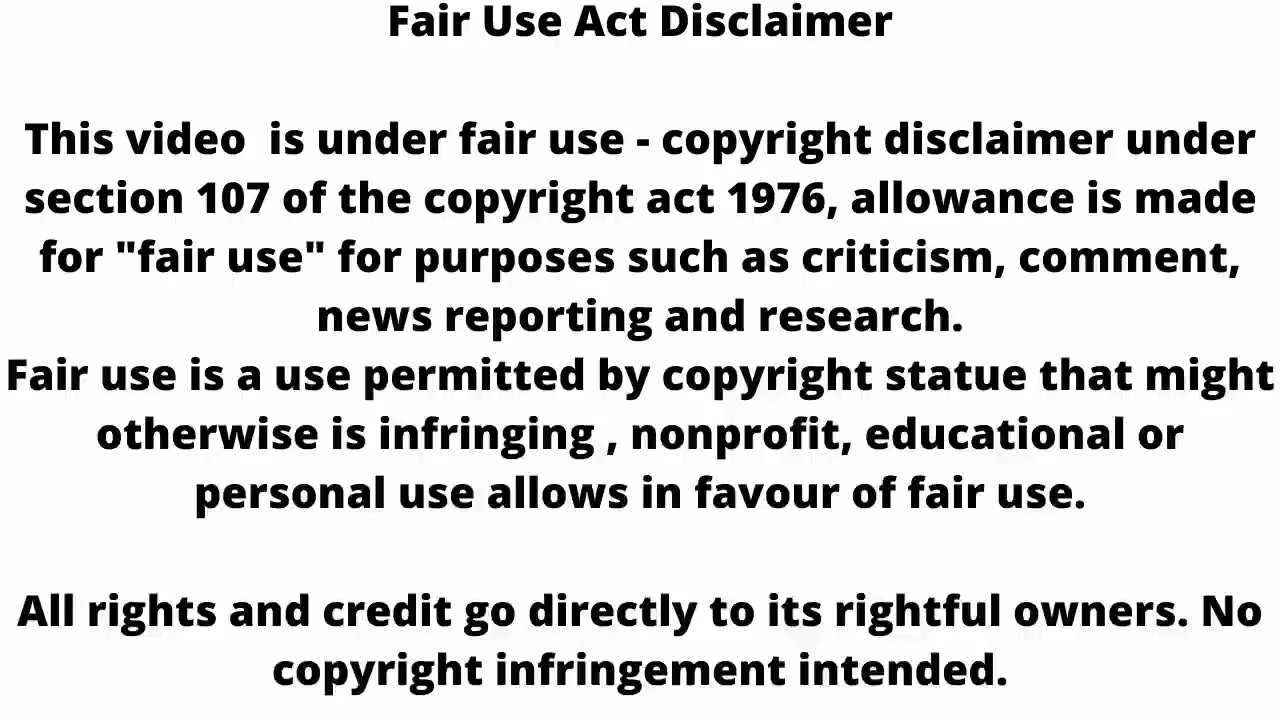 Fair Use Act Disclaimer
This video  is under fair use - copyright disclaimer under
section 107 of the copyright act 1976, allowance is made
for "fair use" for purposes such as criticism, comment,
news reporting and research.
Fair use is a use permitted by copyright statue that might
otherwise is infringing , nonprofit, educational or
personal use allows in favour of fair use.
All rights and credit go directly to its rightful owners. No
copyright infringement intended.